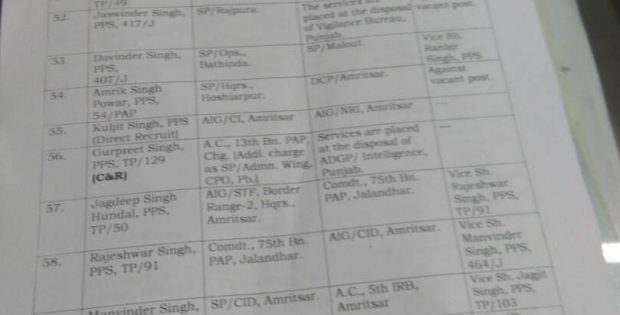 TP/49
52.
Jaswinder Singh,
PPS, 417/J
SP/Rajpura.
The services are
placed at the disposal
of Vigilance Bureau,
Punjab.
vacant post.
53.
Davinder Singh,
PPS,
407/J
SP/Ops.,
Bathinda.
SP/Malout.
Vice Sh.
Ranbir
Singh, PPS
54.
Amrik Singh
Powar, PPS,
54/PAP
SP/Hqrs.,
Hoshiarpur.
DCP/Amritsar.
Against
vacant post.
55.
Kuljit Singh, PPS
(Direct Recruit)
AIG/CI, Amritsar
AIG/NRI, Amritsar
---
56.
Gurpreet Singh,
PPS, TP/129
(C&R)
A.C., 13th Bn. PAP,
Chg. (Addl. charge
as SP/Admn. Wing,
CPO, Pb.)
Services are placed
at the disposal of
ADGP/ Intelligence,
Punjab.
---
57.
Jagdeep Singh
Hundal, PPS,
TP/50
AIG/STF, Border
Range-2, Hqrs.,
Amritsar.
Comdt., 75th Bn.
PAP, Jalandhar.
Vice Sh.
Rajeshwar
Singh, PPS,
TP/91
58.
Rajeshwar Singh,
PPS, TP/91
Comdt., 75th Bn.
PAP, Jalandhar.
AIG/CID, Amritsar.
Vice Sh.
Manvinder
Singh, PPS,
464/J
Manvinder Singh,
SP/CID, Amritsar.
A.C., 5th IRB,
Amritsar
Vice Sh. Jagjit
Singh, PPS,
TP/103